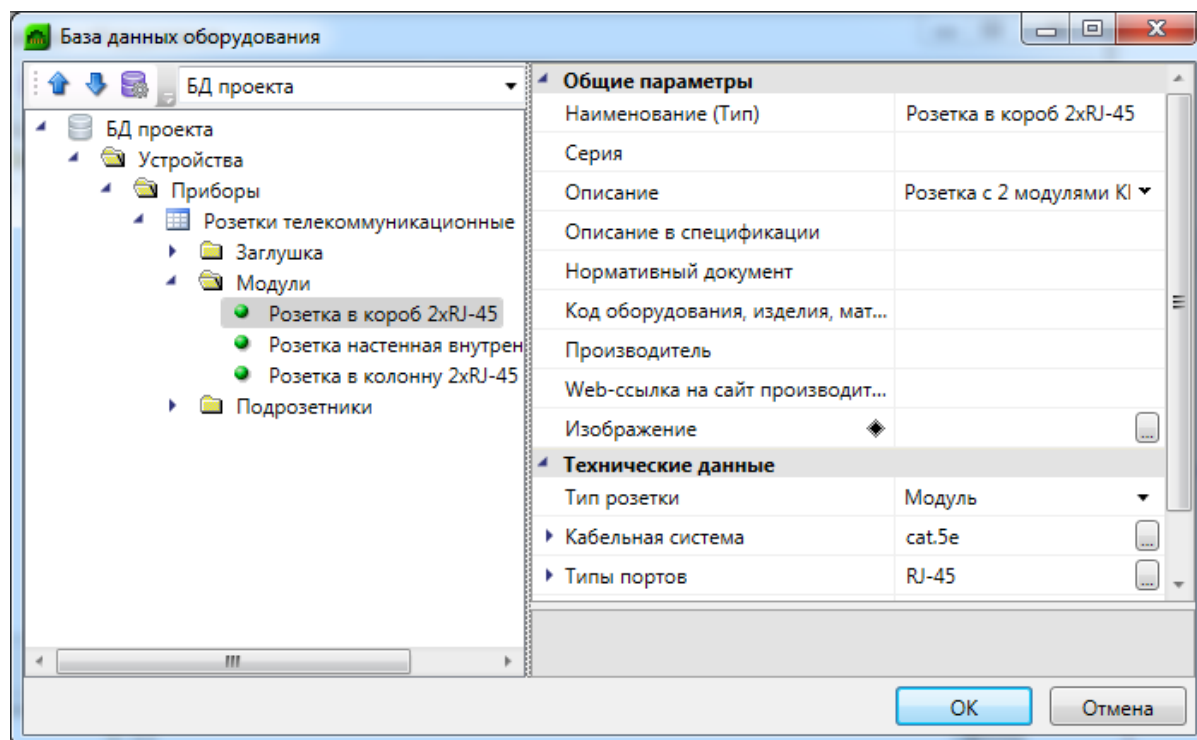 База данных оборудования
БД проекта
БД проекта
Устройства
Приборы
Розетки телекоммуникационные
Заглушка
Модули
Розетка в короб 2xRJ-45
Розетка настенная внутрен
Розетка в колонну 2xRJ-45
Подрозетники
Общие параметры
Наименование (Тип) Розетка в короб 2xRJ-45
Серия
Описание Розетка с 2 модулями КІ
Описание в спецификации
Нормативный документ
Код оборудования, изделия, мат...
Производитель
Web-ссылка на сайт производит...
Изображение ...
Технические данные
Тип розетки Модуль
Кабельная система cat.5e ...
Типы портов RJ-45 ...
OK Отмена